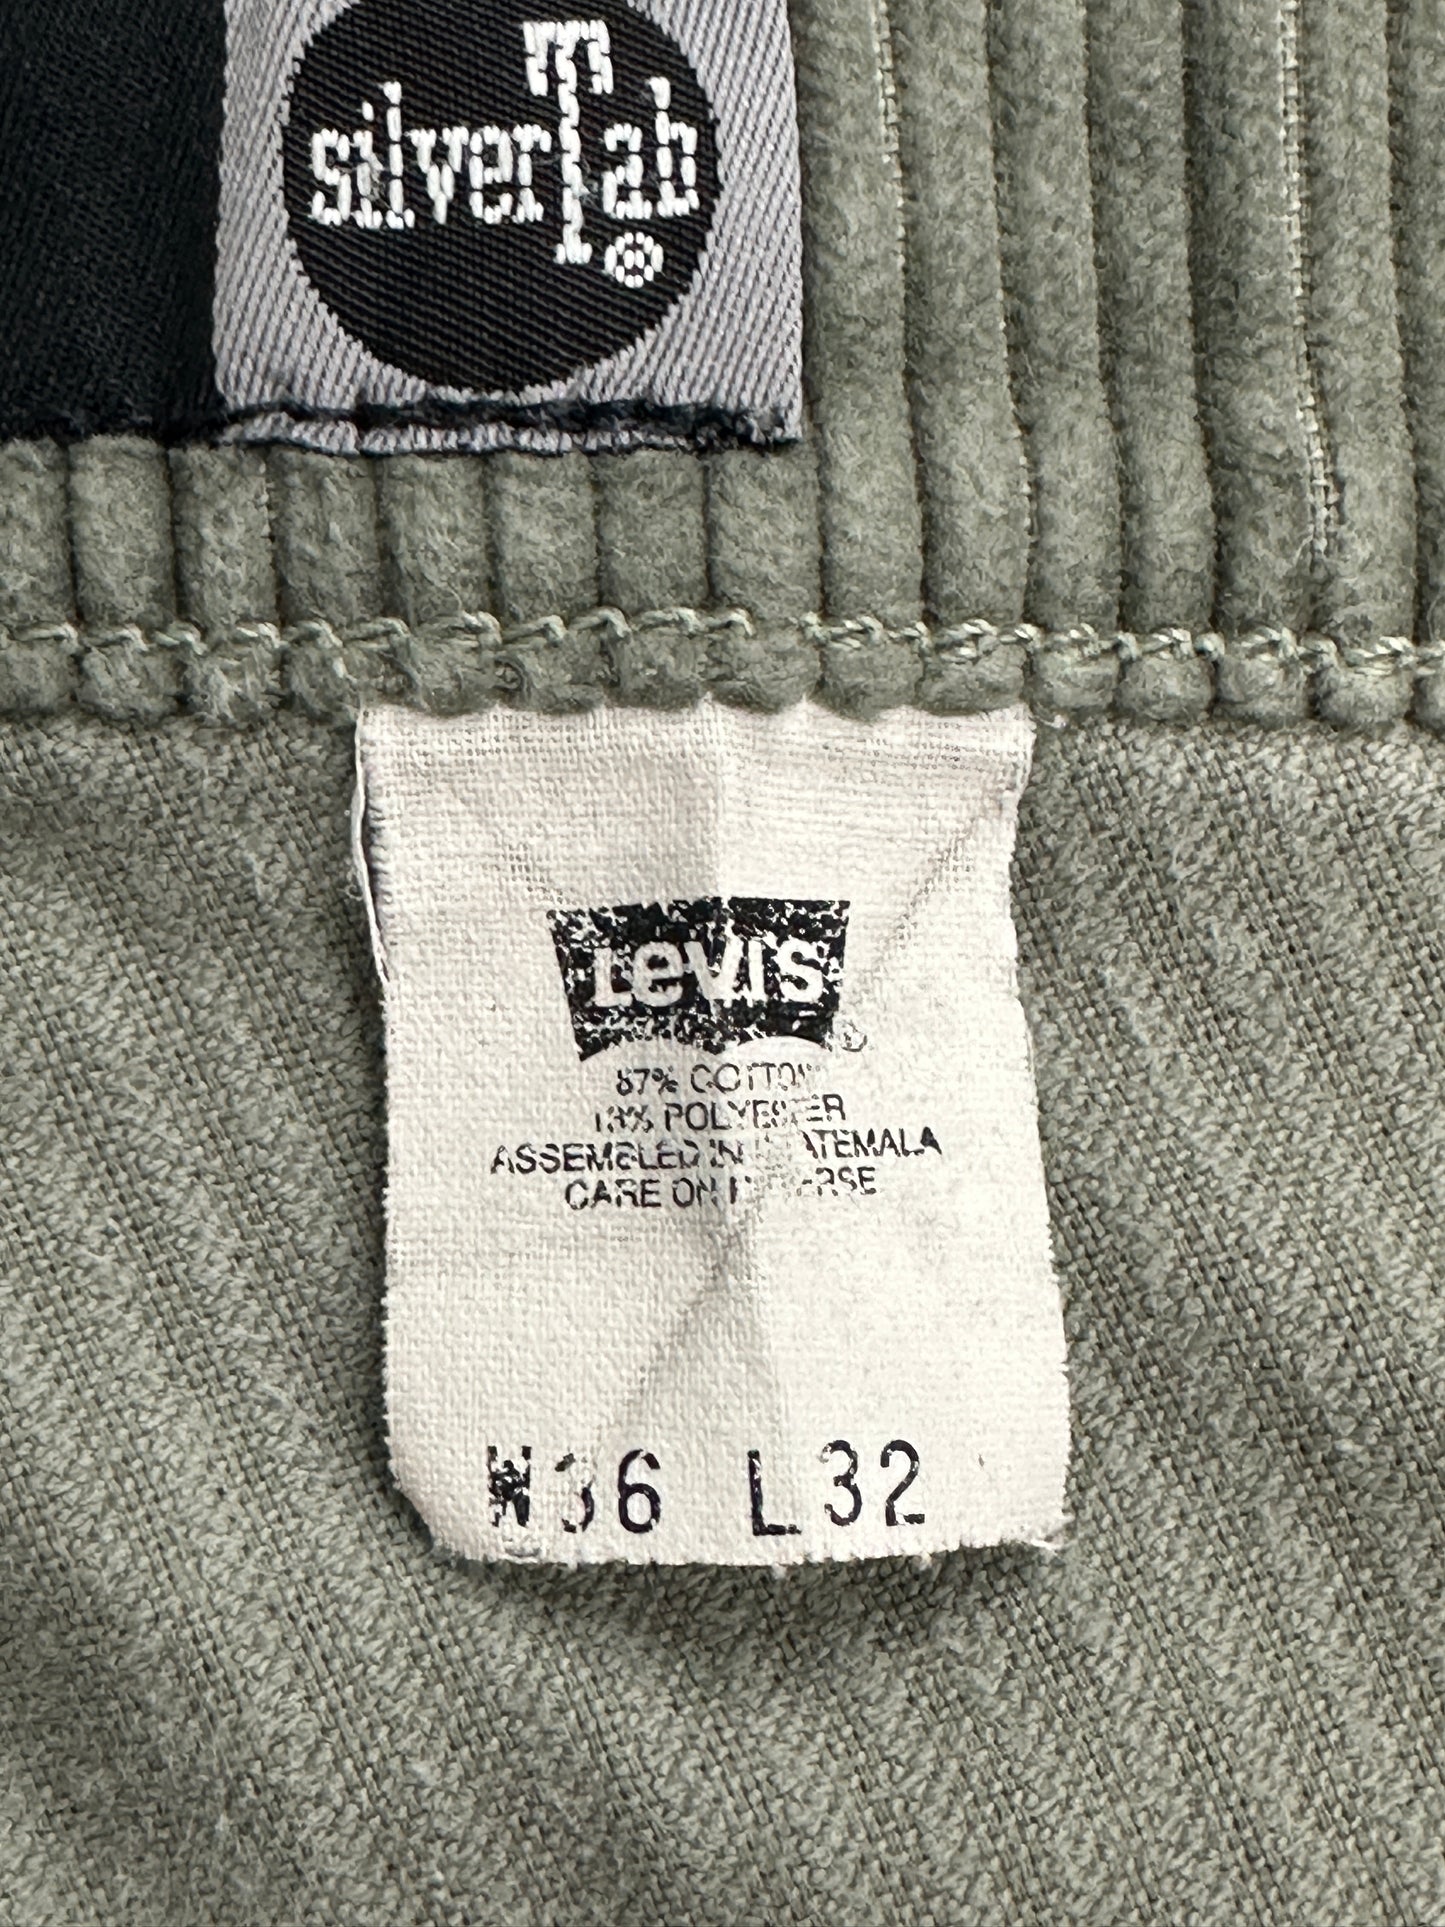 silverTab
®
Levi's
®
87% COTTON
13% POLYESTER
ASSEMBLED IN GUATEMALA
CARE ON REVERSE
W36 L32